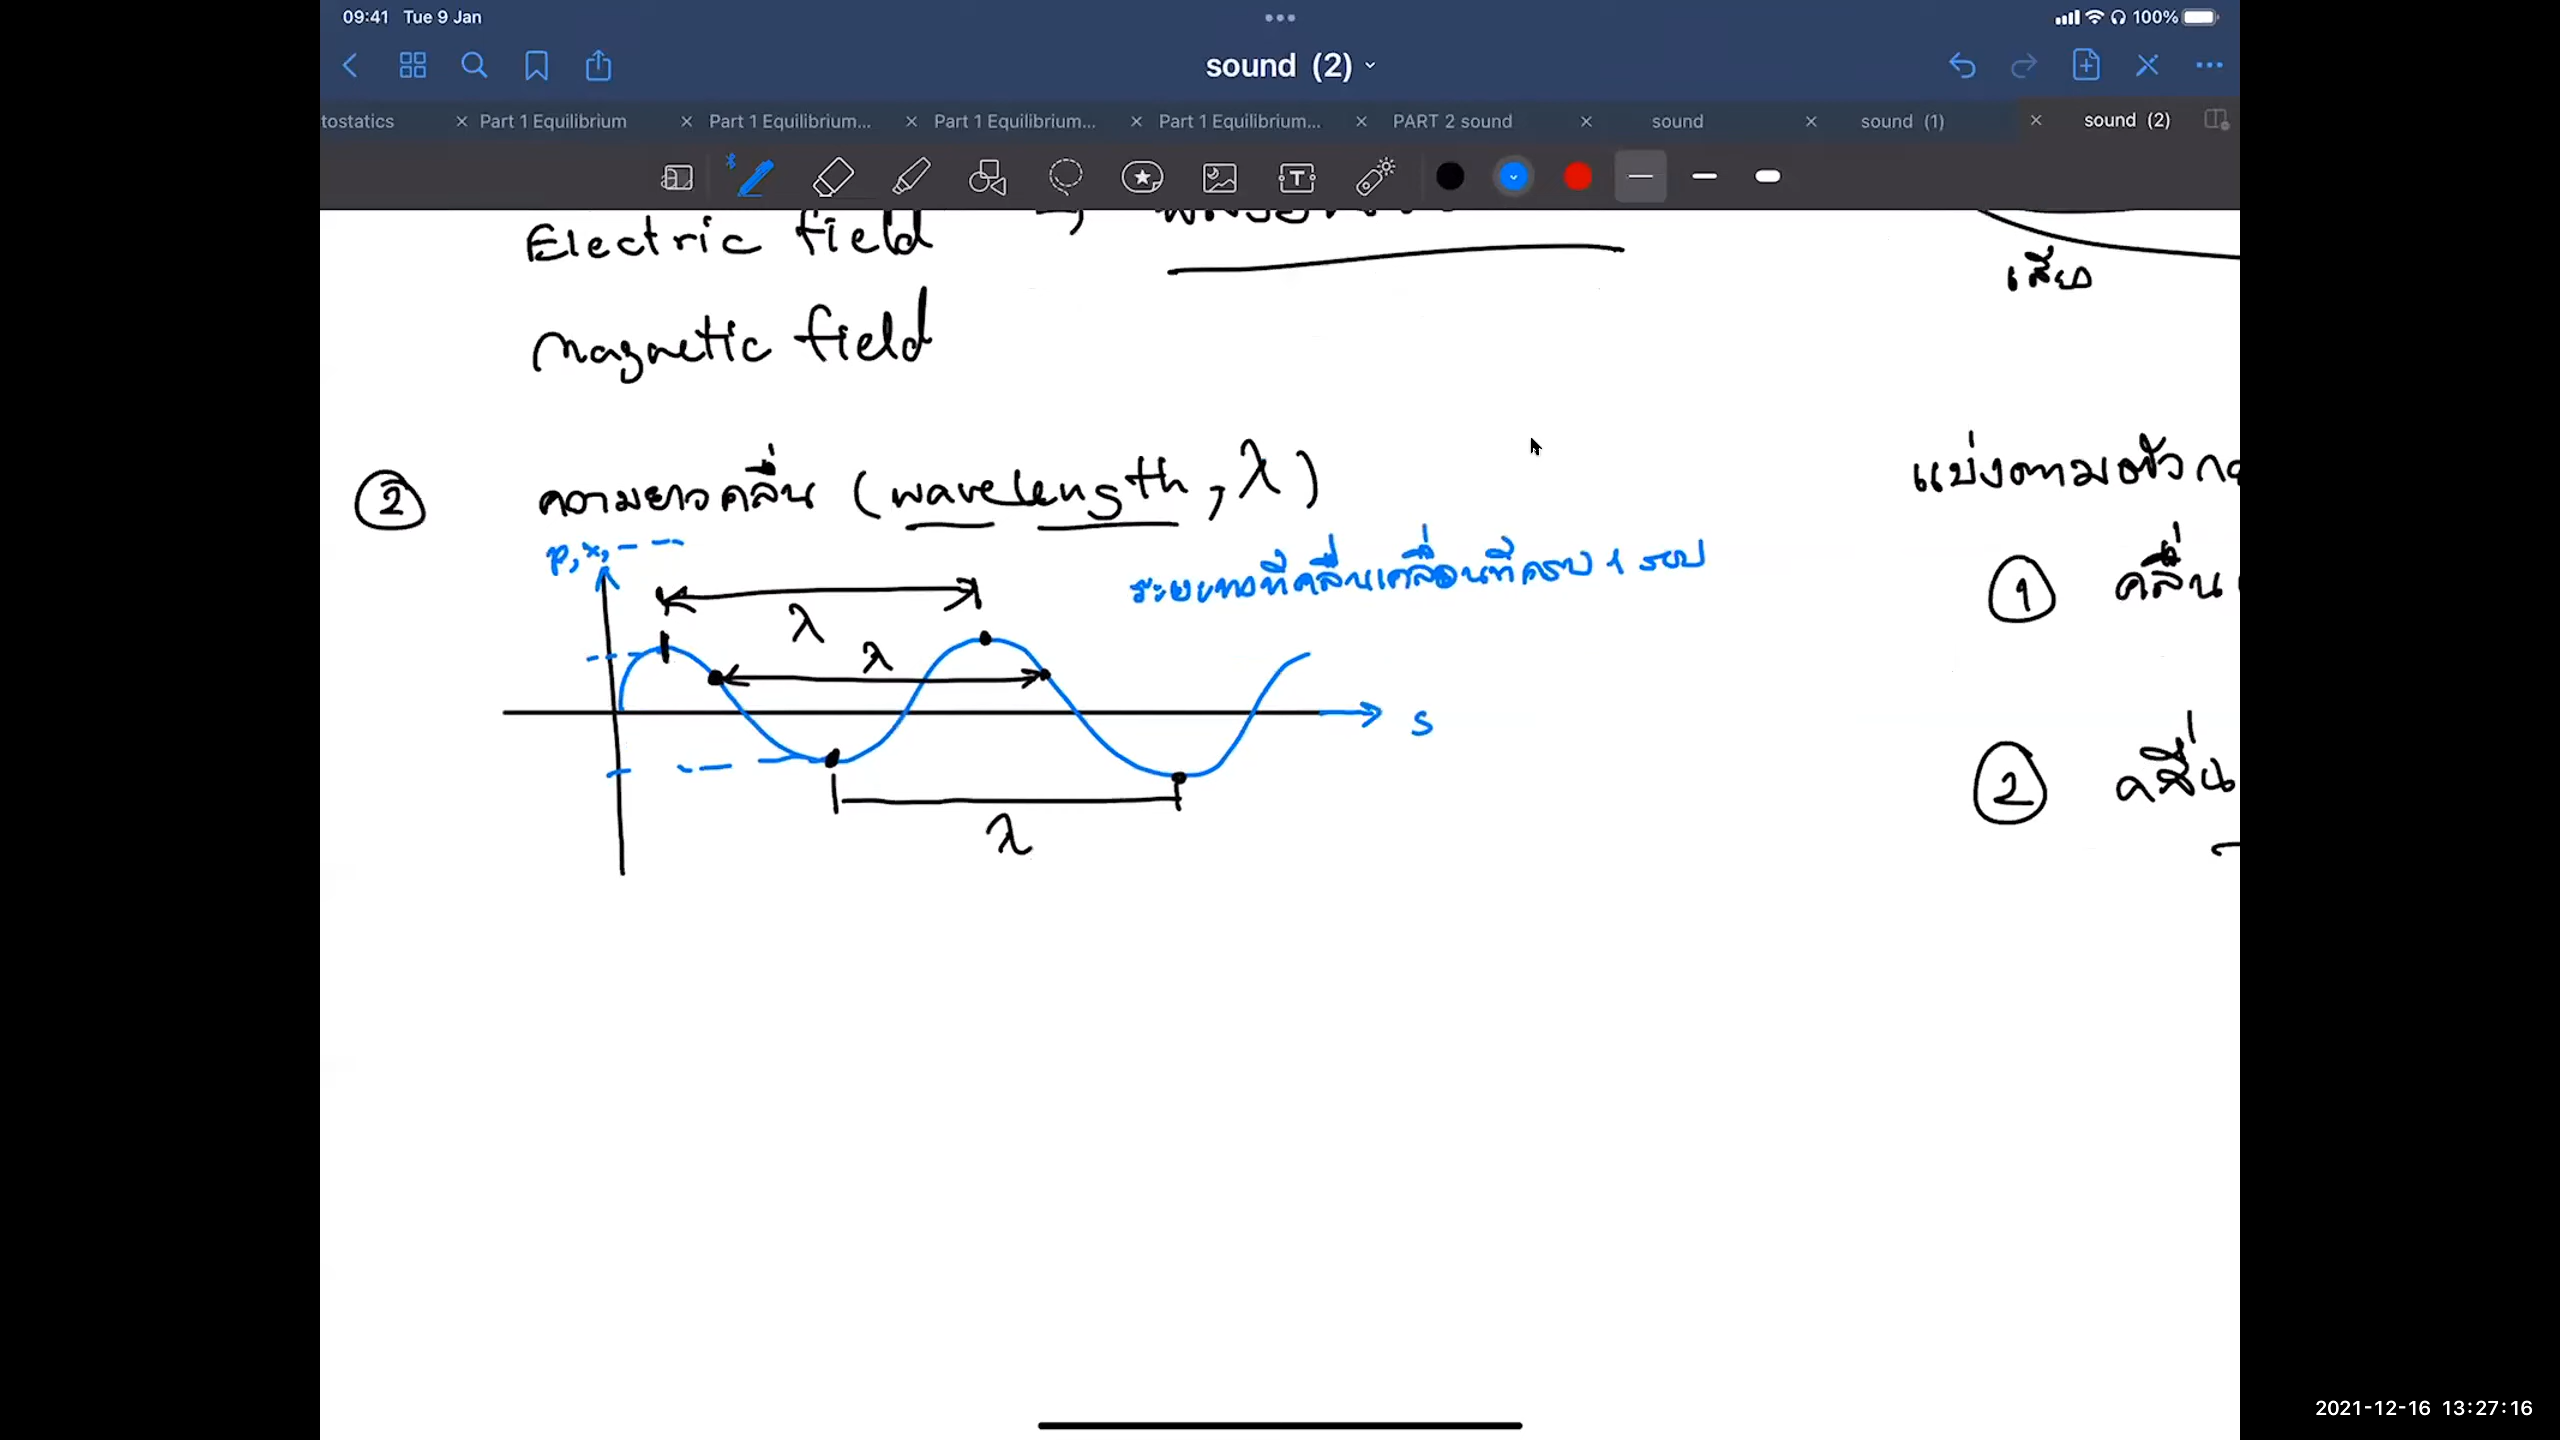 09:41 Tue 9 Jan
100%
sound (2)
tostatics
Part 1 Equilibrium
Part 1 Equilibrium...
Part 1 Equilibrium...
Part 1 Equilibrium...
PART 2 sound
sound
sound (1)
sound (2)
Electric field →
เสียง
Magnetic field
② ความยาวคลื่น (wavelength, λ)
p, x, - - -
ระยะทางที่คลื่นเคลื่อนที่ครบ 1 รอบ
λ
λ
s
λ
แบ่งตามตัวกล
① คลื่น
② คลื่น
2021-12-16 13:27:16